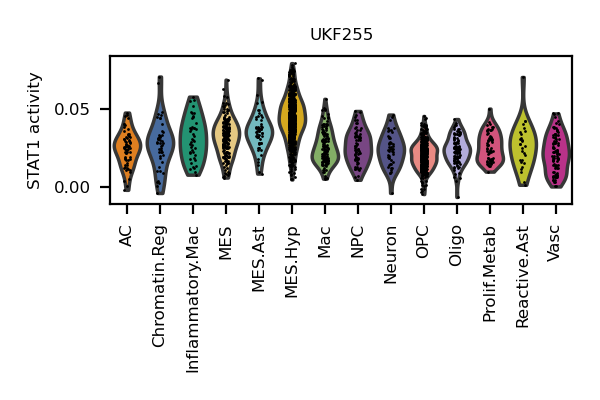 UKF255
STAT1 activity
0.05
0.00
AC
Chromatin.Reg
Inflammatory.Mac
MES
MES.Ast
MES.Hyp
Mac
NPC
Neuron
OPC
Oligo
Prolif.Metab
Reactive.Ast
Vasc